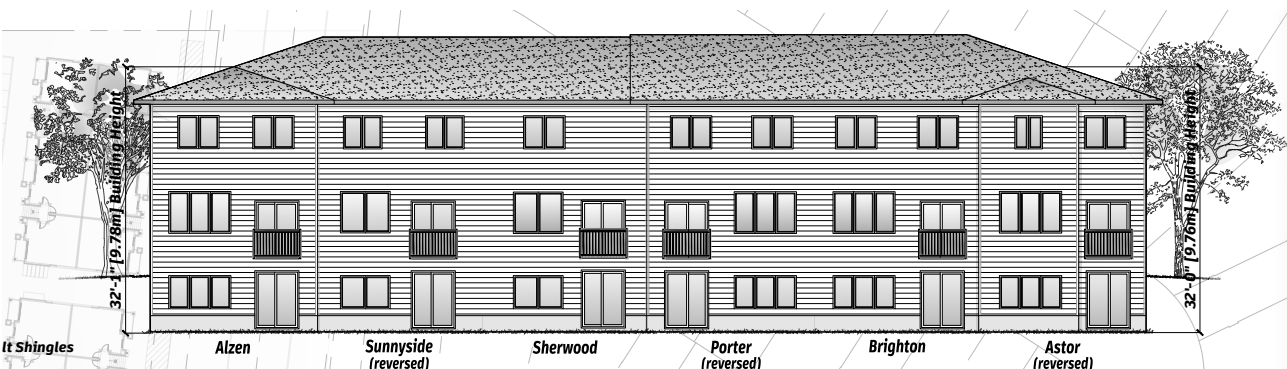 32'-1" [9.78m] Building Height
32'-0" [9.76m] Building Height
lt Shingles
Alzen
Sunnyside
(reversed)
Sherwood
Porter
(reversed)
Brighton
Astor
(reversed)